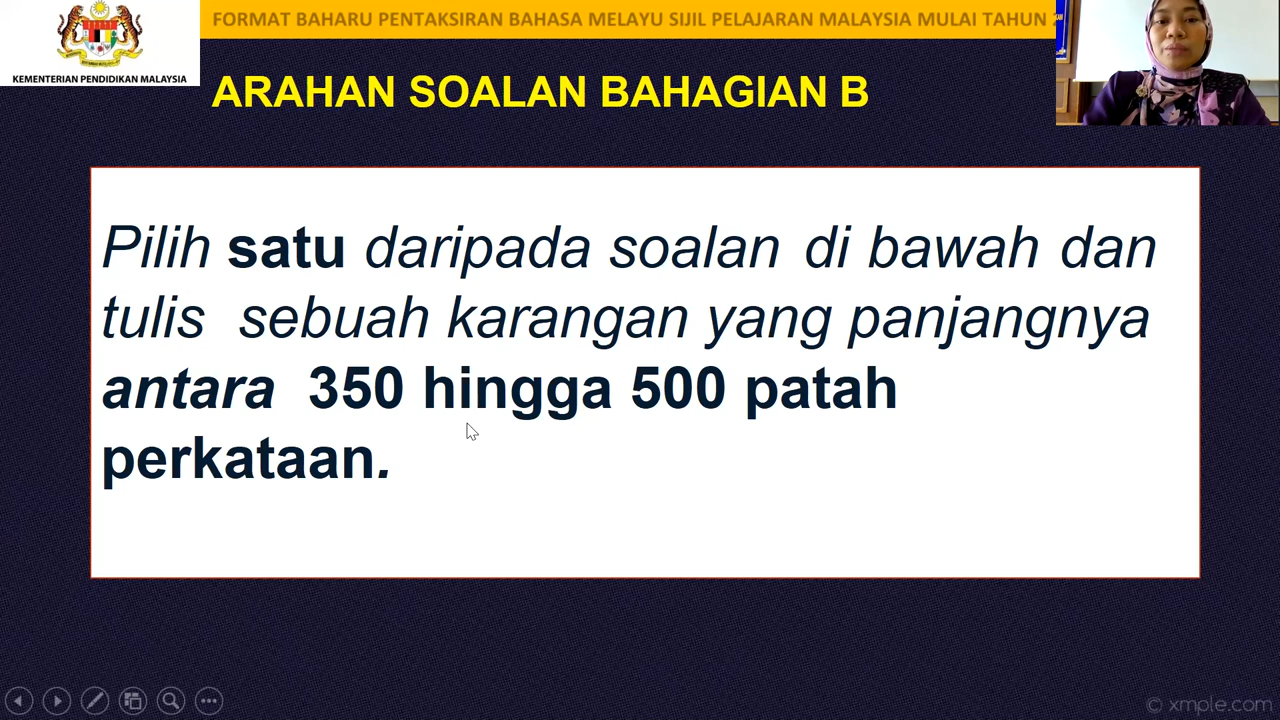 FORMAT BAHARU PENTAKSIRAN BAHASA MELAYU SIJIL PELAJARAN MALAYSIA MULAI TAHUN
KEMENTERIAN PENDIDIKAN MALAYSIA
ARAHAN SOALAN BAHAGIAN B
Pilih satu daripada soalan di bawah dan
tulis sebuah karangan yang panjangnya
antara 350 hingga 500 patah
perkataan.
© xmple.com